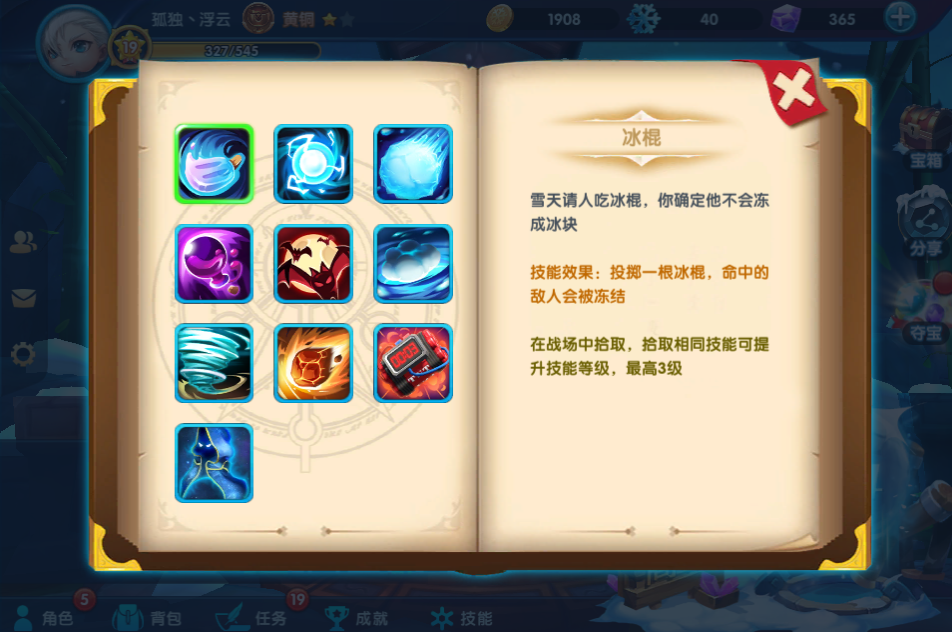 孤独丶浮云
黄铜
1908
40
365
19
327/545
冰棍
雪天请人吃冰棍，你确定他不会冻
成冰块
技能效果：投掷一根冰棍，命中的
敌人会被冻结
在战场中拾取，拾取相同技能可提
升技能等级，最高3级
00:03
宝箱
分享
夺宝
角色
5
背包
任务
19
成就
技能